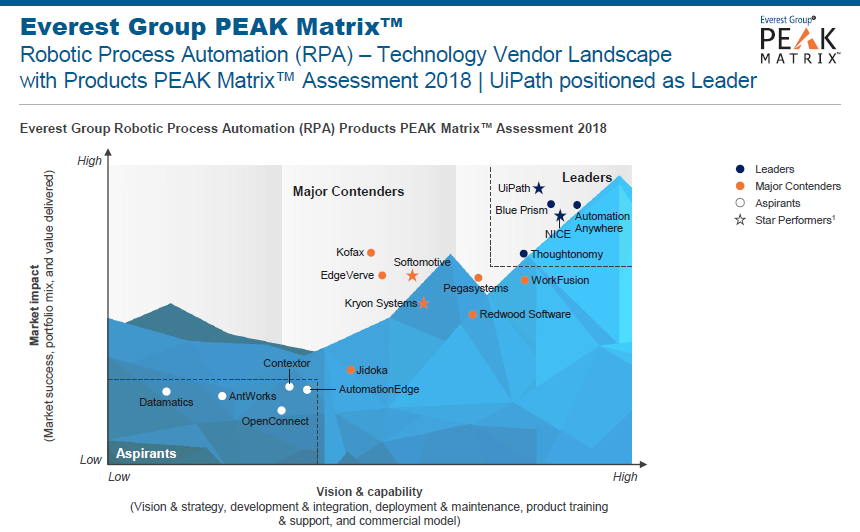 Everest Group PEAK Matrix™
Robotic Process Automation (RPA) – Technology Vendor Landscape
with Products PEAK Matrix™ Assessment 2018 | UiPath positioned as Leader
Everest Group®
PEAK
MATRIX™
Everest Group Robotic Process Automation (RPA) Products PEAK Matrix™ Assessment 2018
High
Market impact
(Market success, portfolio mix, and value delivered)
Low
Major Contenders
Leaders
UiPath
Blue Prism
Automation
Anywhere
NICE
Thoughtonomy
Kofax
Softomotive
EdgeVerve
Pegasystems
WorkFusion
Kryon Systems
Redwood Software
Contextor
Jidoka
AutomationEdge
Datamatics
AntWorks
OpenConnect
Aspirants
Leaders
Major Contenders
Aspirants
Star Performers¹
Low
High
Vision & capability
(Vision & strategy, development & integration, deployment & maintenance, product training
& support, and commercial model)